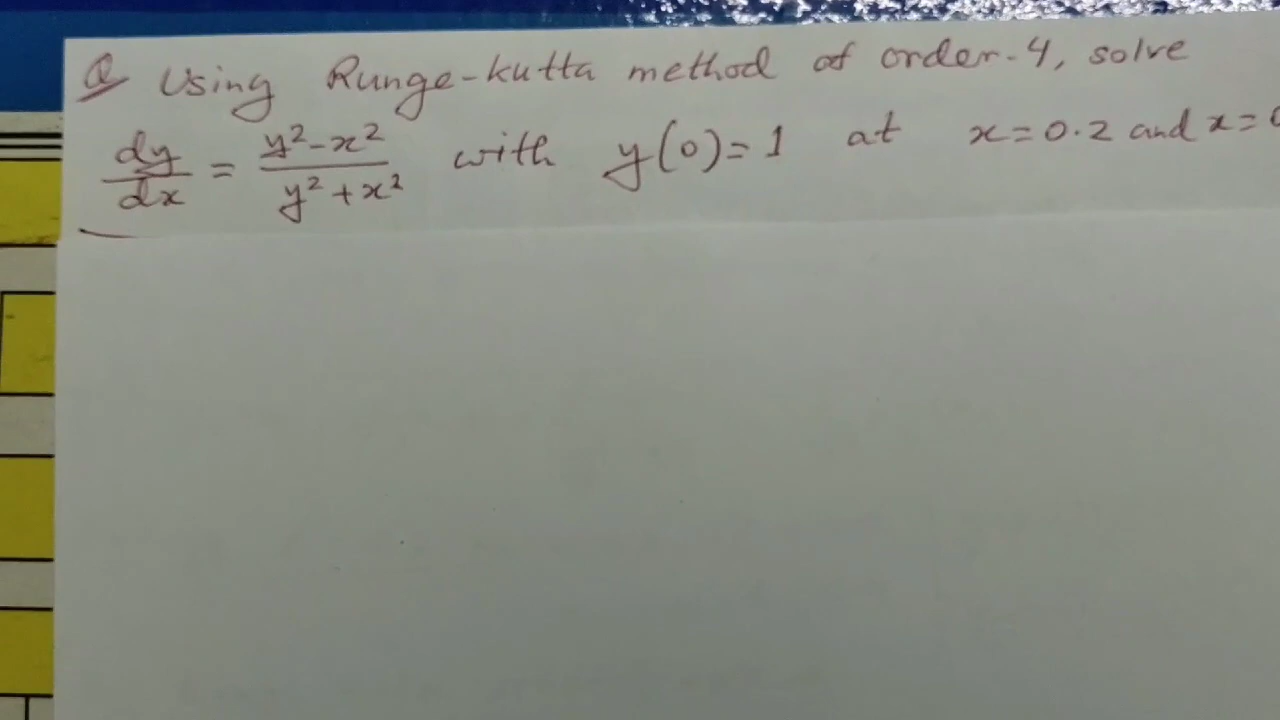 Q Using Runge-kutta method of order-4, solve
dy/dx = y²-x²/y²+x² with y(0)=1 at x=0.2 and x=